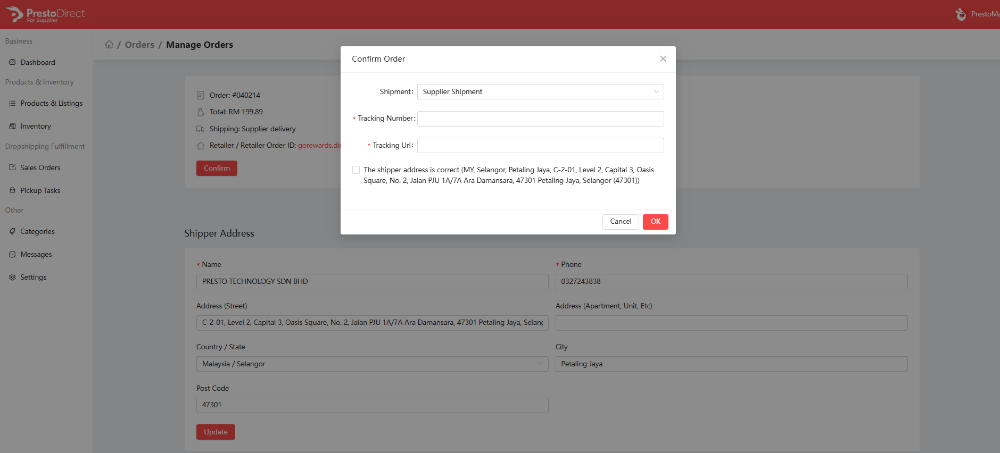 PrestoDirect
For Supplier
PrestoMa
Business
Dashboard
Products & Inventory
Products & Listings
Inventory
Dropshipping Fulfillment
Sales Orders
Pickup Tasks
Other
Categories
Messages
Settings
/ Orders / Manage Orders
Order: #040214
Total: RM 199.89
Shipping: Supplier delivery
Retailer / Retailer Order ID: gorewards.dir
Confirm
Confirm Order
Shipment: Supplier Shipment
* Tracking Number:
* Tracking Url:
The shipper address is correct (MY, Selangor, Petaling Jaya, C-2-01, Level 2, Capital 3, Oasis
Square, No. 2, Jalan PJU 1A/7A Ara Damansara, 47301 Petaling Jaya, Selangor (47301))
Cancel OK
Shipper Address
* Name
PRESTO TECHNOLOGY SDN BHD
* Phone
0327243838
Address (Street)
C-2-01, Level 2, Capital 3, Oasis Square, No. 2, Jalan PJU 1A/7A Ara Damansara, 47301 Petaling Jaya, Selang
Address (Apartment, Unit, Etc)
Country / State
Malaysia / Selangor
City
Petaling Jaya
Post Code
47301
Update